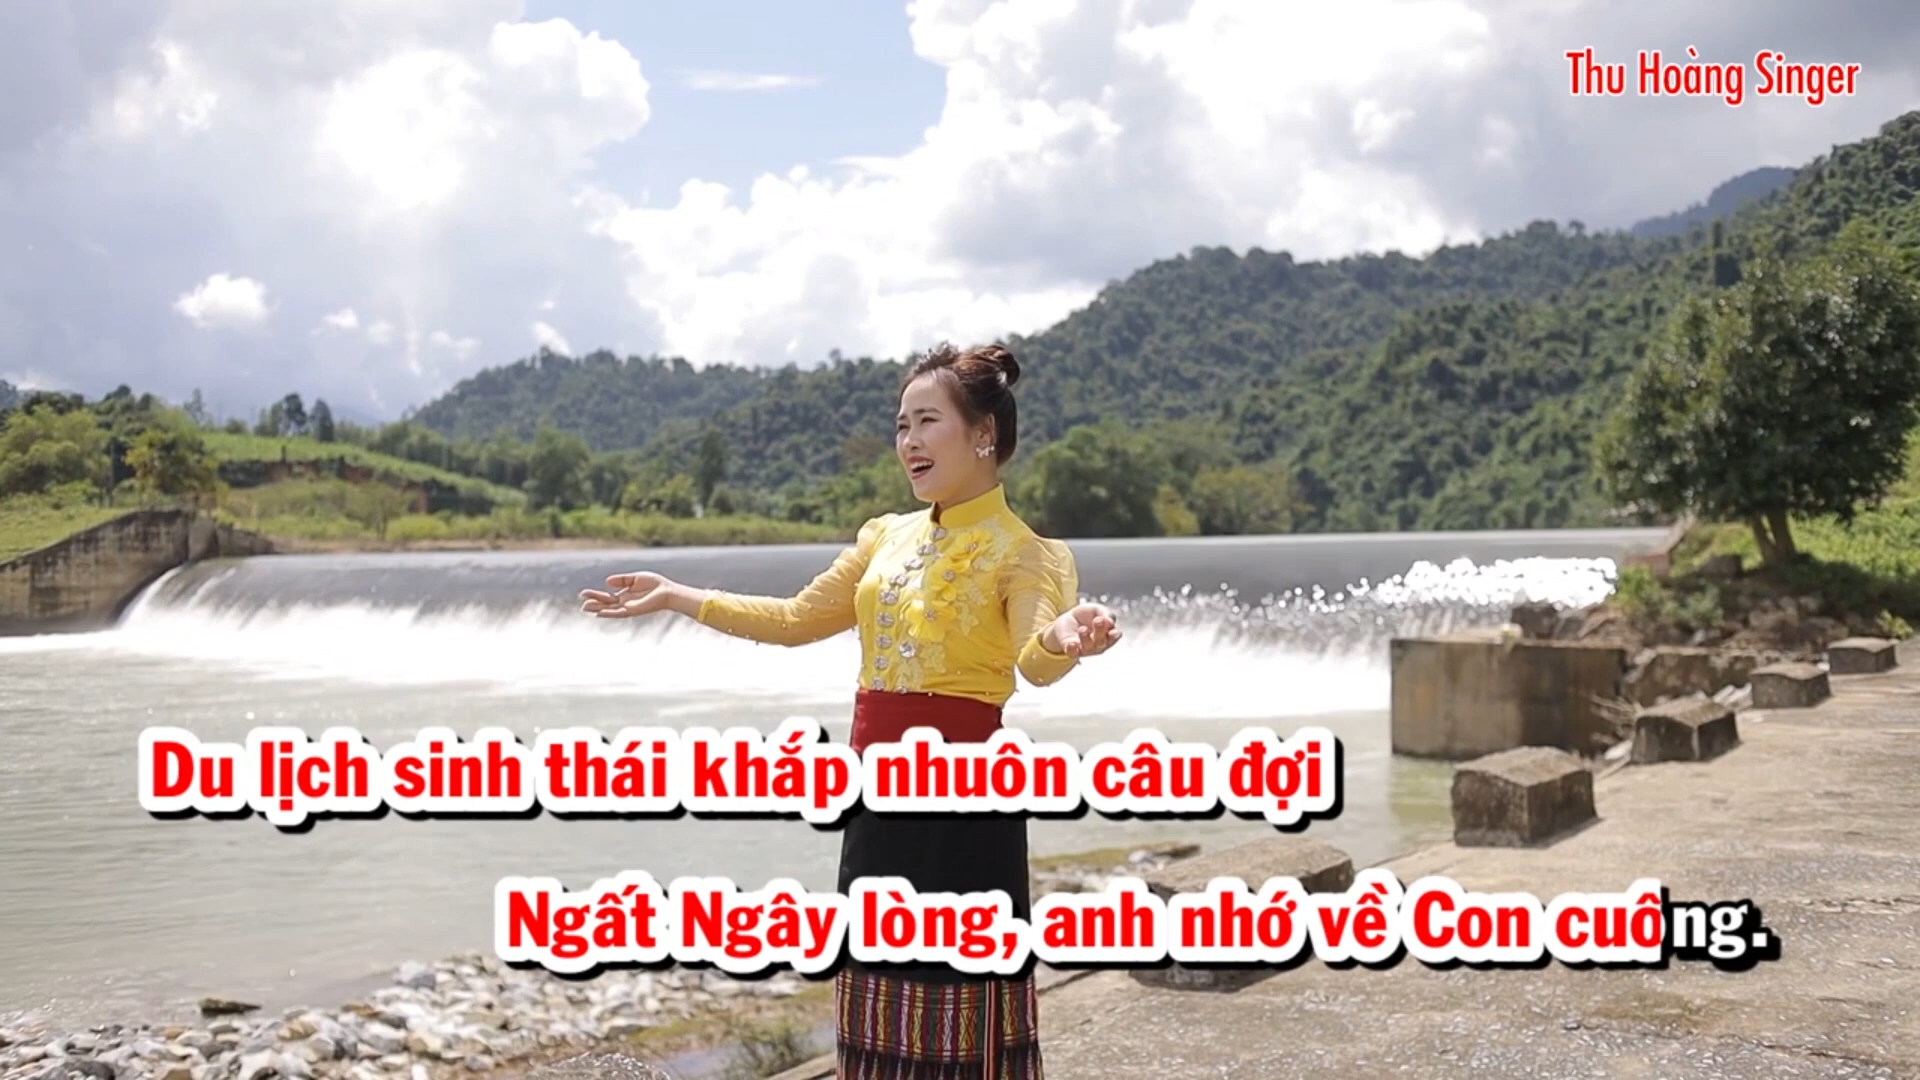 Thu Hoàng Singer
Du lịch sinh thái khắp nhuôn câu đợi
Ngất Ngây lòng, anh nhớ về Con cuông.